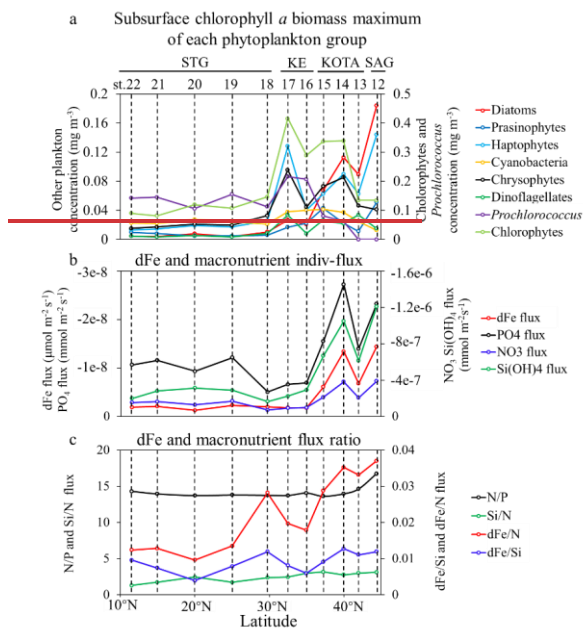 a Subsurface chlorophyll a biomass maximum
of each phytoplankton group
STG KE KOTA SAG
st.22 21 20 19 18 17 16 15 14 13 12
0.2
0.16
0.12
0.08
0.04
0
Other plankton
concentration (mg m⁻³)
0.5
0.4
0.3
0.2
0.1
0
Cholorophytes and
Prochlorococcus
concentration (mg m⁻³)
Diatoms
Prasinophytes
Haptophytes
Cyanobacteria
Chrysophytes
Dinoflagellates
Prochlorococcus
Chlorophytes
b dFe and macronutrient indiv-flux
-3e-8
-2e-8
-1e-8
0
dFe flux (μmol m⁻² s⁻¹)
PO4 flux (mmol m⁻² s⁻¹)
-1.6e-6
-1.2e-6
-8e-7
-4e-7
0
NO₃ Si(OH)₄ flux
(mmol m⁻² s⁻¹)
dFe flux
PO4 flux
NO3 flux
Si(OH)4 flux
c dFe and macronutrient flux ratio
20
15
10
5
0
N/P and Si/N flux
0.04
0.03
0.02
0.01
0
dFe/Si and dFe/N flux
N/P
Si/N
dFe/N
dFe/Si
10°N 20°N 30°N 40°N
Latitude